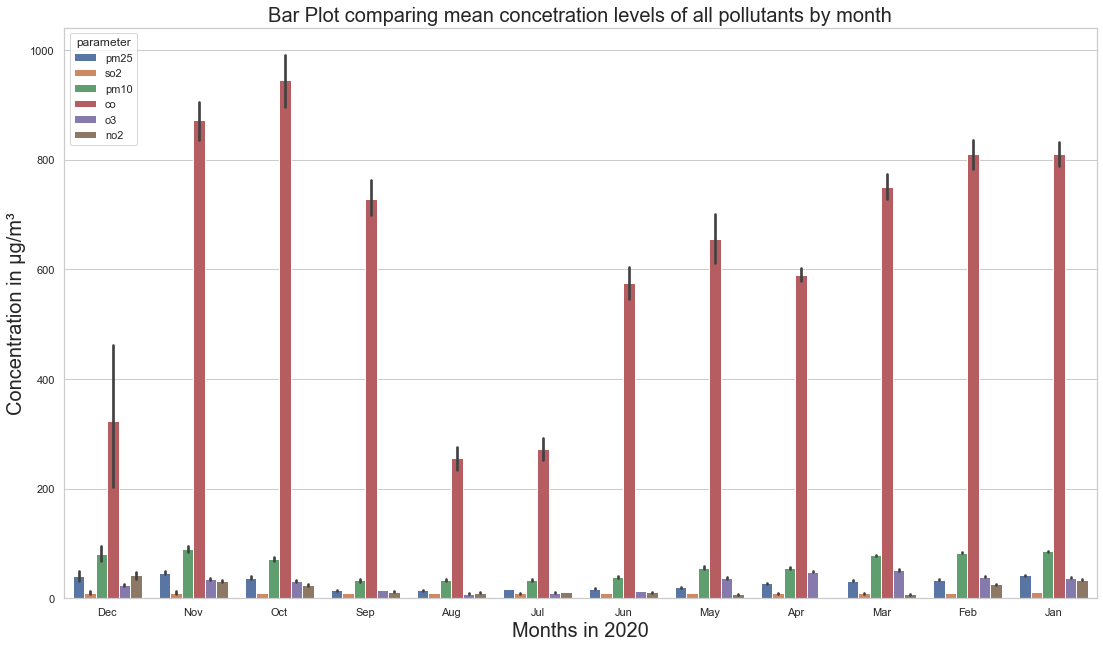 Bar Plot comparing mean concetration levels of all pollutants by month
parameter
pm25
so2
pm10
co
o3
no2
Concentration in µg/m³
1000
800
600
400
200
0
Dec Nov Oct Sep Aug Jul Jun May Apr Mar Feb Jan
Months in 2020